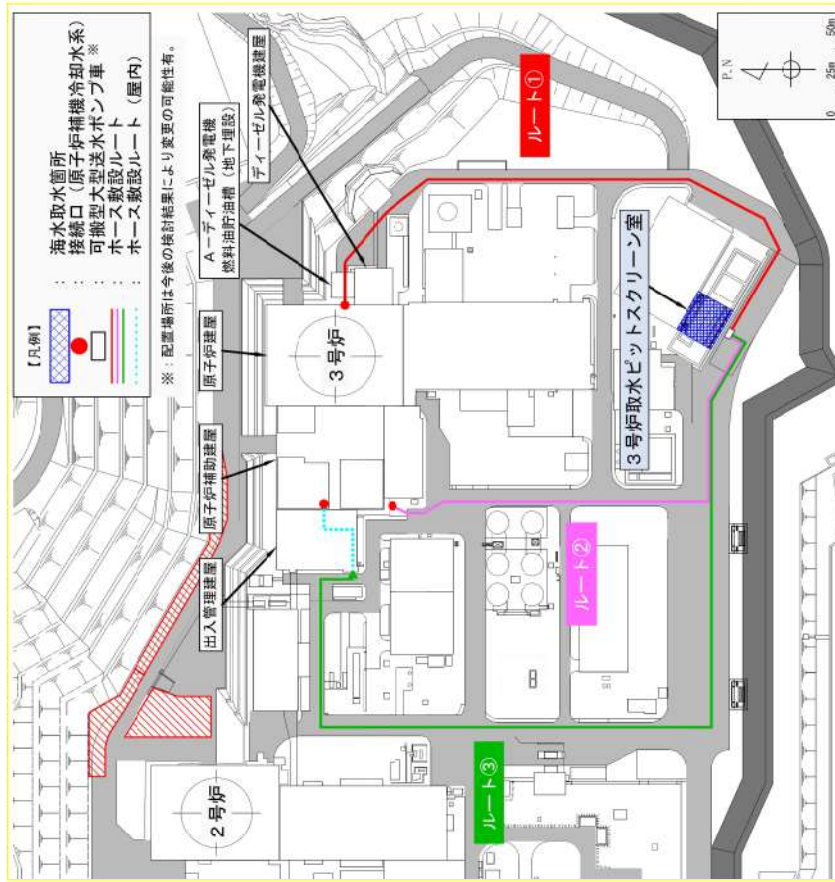 【凡例】
： 海水取水箇所
： 接続口（原子炉補機冷却水系）
： 可搬型大型送水ポンプ車※
： ホース敷設ルート
： ホース敷設ルート（屋内）
※：配置場所は今後の検討結果により変更の可能性有。
出入管理建屋
原子炉補助建屋
原子炉建屋
A－ディーゼル発電機
燃料油貯油槽（地下埋設）
ディーゼル発電機建屋
2号炉
3号炉
ルート①
ルート②
ルート③
3号炉取水ピットスクリーン室
P.N
0 25m 50m